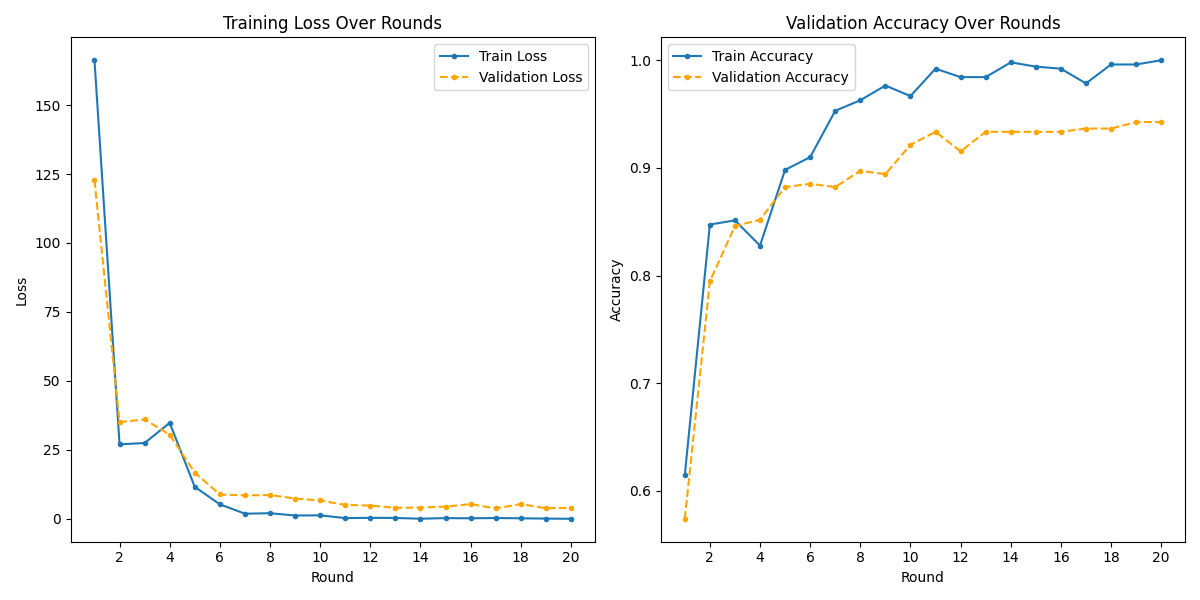 Training Loss Over Rounds
Train Loss
Validation Loss
150
125
100
75
50
25
0
Loss
2 4 6 8 10 12 14 16 18 20
Round
Validation Accuracy Over Rounds
Train Accuracy
Validation Accuracy
1.0
0.9
0.8
0.7
0.6
Accuracy
2 4 6 8 10 12 14 16 18 20
Round